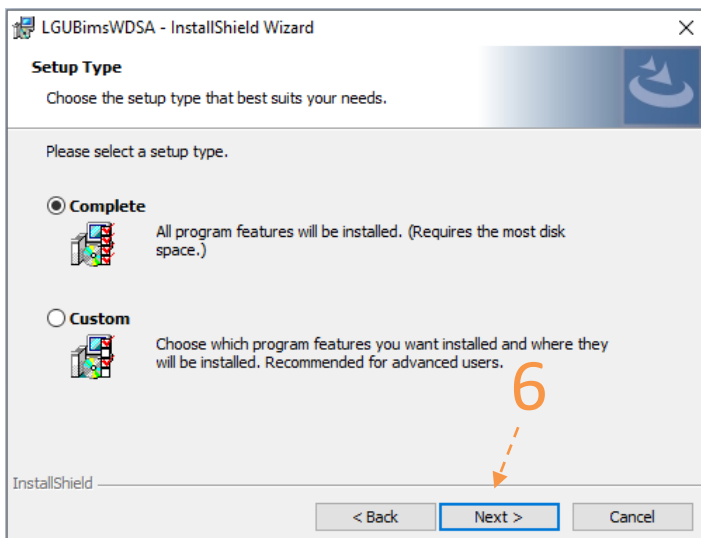 LGUBimsWDSA - InstallShield Wizard
Setup Type
Choose the setup type that best suits your needs.
Please select a setup type.
Complete
All program features will be installed. (Requires the most disk
space.)
Custom
Choose which program features you want installed and where they
will be installed. Recommended for advanced users.
6
InstallShield
< Back Next > Cancel